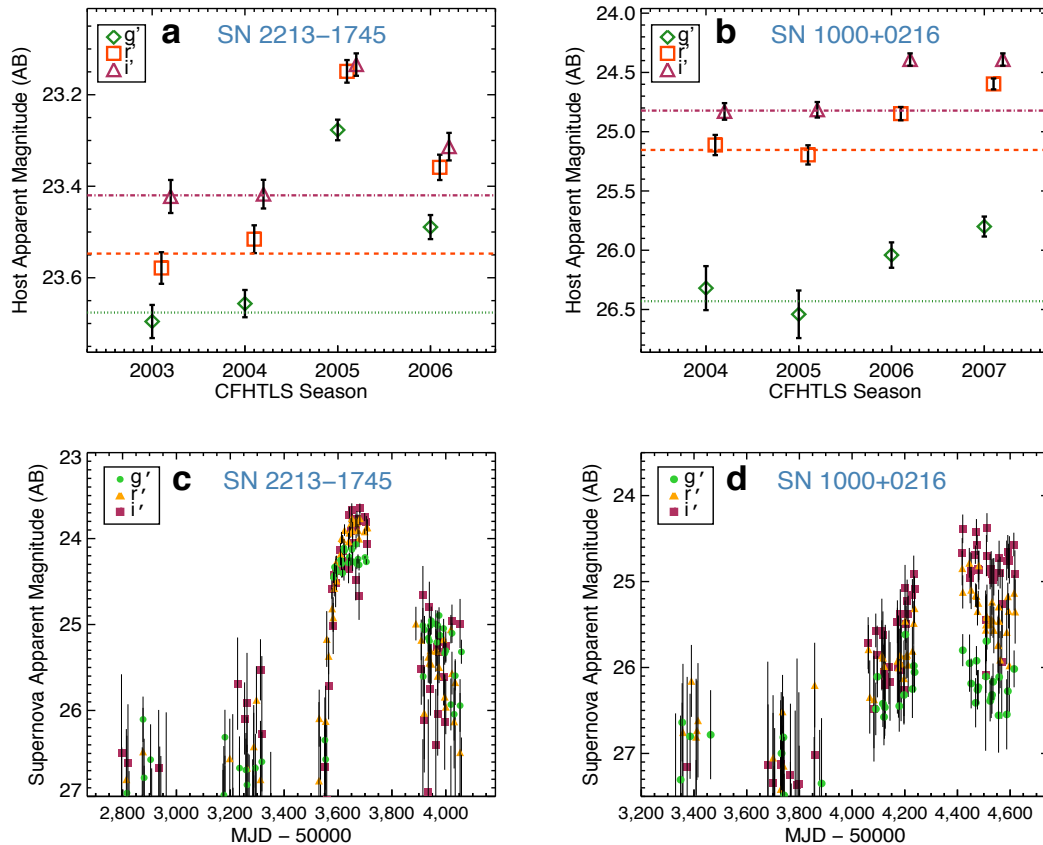 a
SN 2213−1745
g'
r'
i'
Host Apparent Magnitude (AB)
23.2
23.4
23.6
2003
2004
2005
2006
CFHTLS Season
b
SN 1000+0216
g'
r'
i'
Host Apparent Magnitude (AB)
24.0
24.5
25.0
25.5
26.0
26.5
2004
2005
2006
2007
CFHTLS Season
c
SN 2213−1745
g'
r'
i'
Supernova Apparent Magnitude (AB)
23
24
25
26
27
2,800
3,000
3,200
3,400
3,600
3,800
4,000
MJD − 50000
d
SN 1000+0216
g'
r'
i'
Supernova Apparent Magnitude (AB)
24
25
26
27
3,200
3,400
3,600
3,800
4,000
4,200
4,400
4,600
MJD − 50000